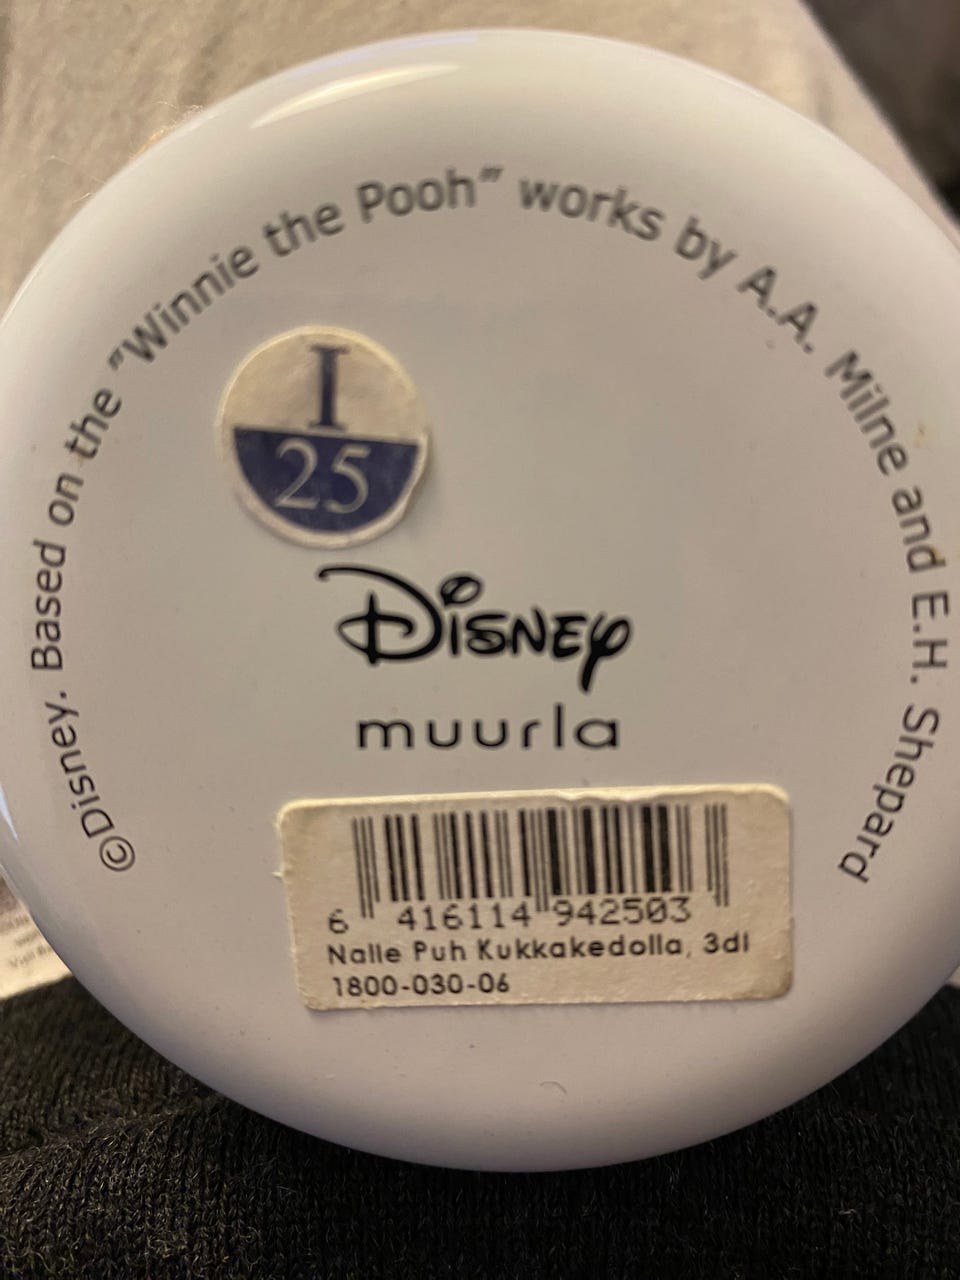 ©Disney. Based on the "Winnie the Pooh" works by A.A. Milne and E.H. Shepard
I
25
Disney
muurla
6 416114 942503
Nalle Puh Kukkakedolla, 3dl
1800-030-06